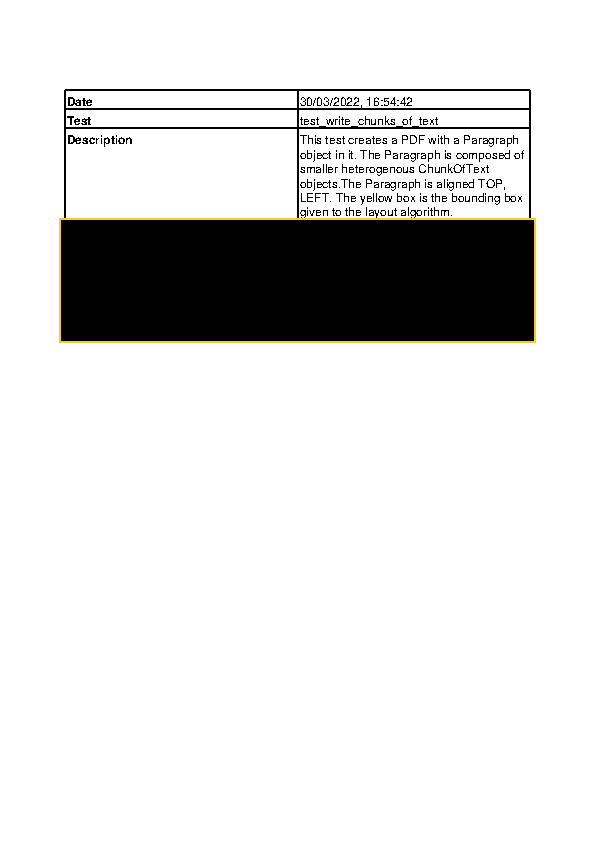 Date 30/03/2022, 16:54:42
Test test_write_chunks_of_text
Description This test creates a PDF with a Paragraph
object in it. The Paragraph is composed of
smaller heterogenous ChunkOfText
objects.The Paragraph is aligned TOP,
LEFT. The yellow box is the bounding box
given to the layout algorithm.